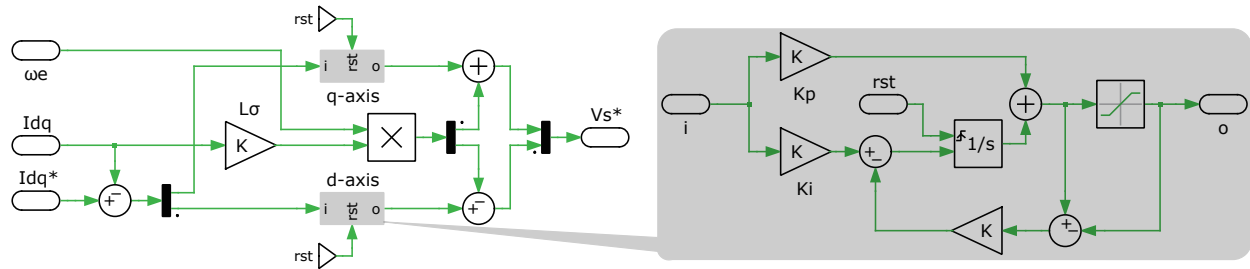 rst
ωe
i rst o
q-axis
Lσ
K
Idq
Idq*
Vs*
d-axis
i rst o
rst
K
Kp
i
rst
K
Ki
1/s
K
o